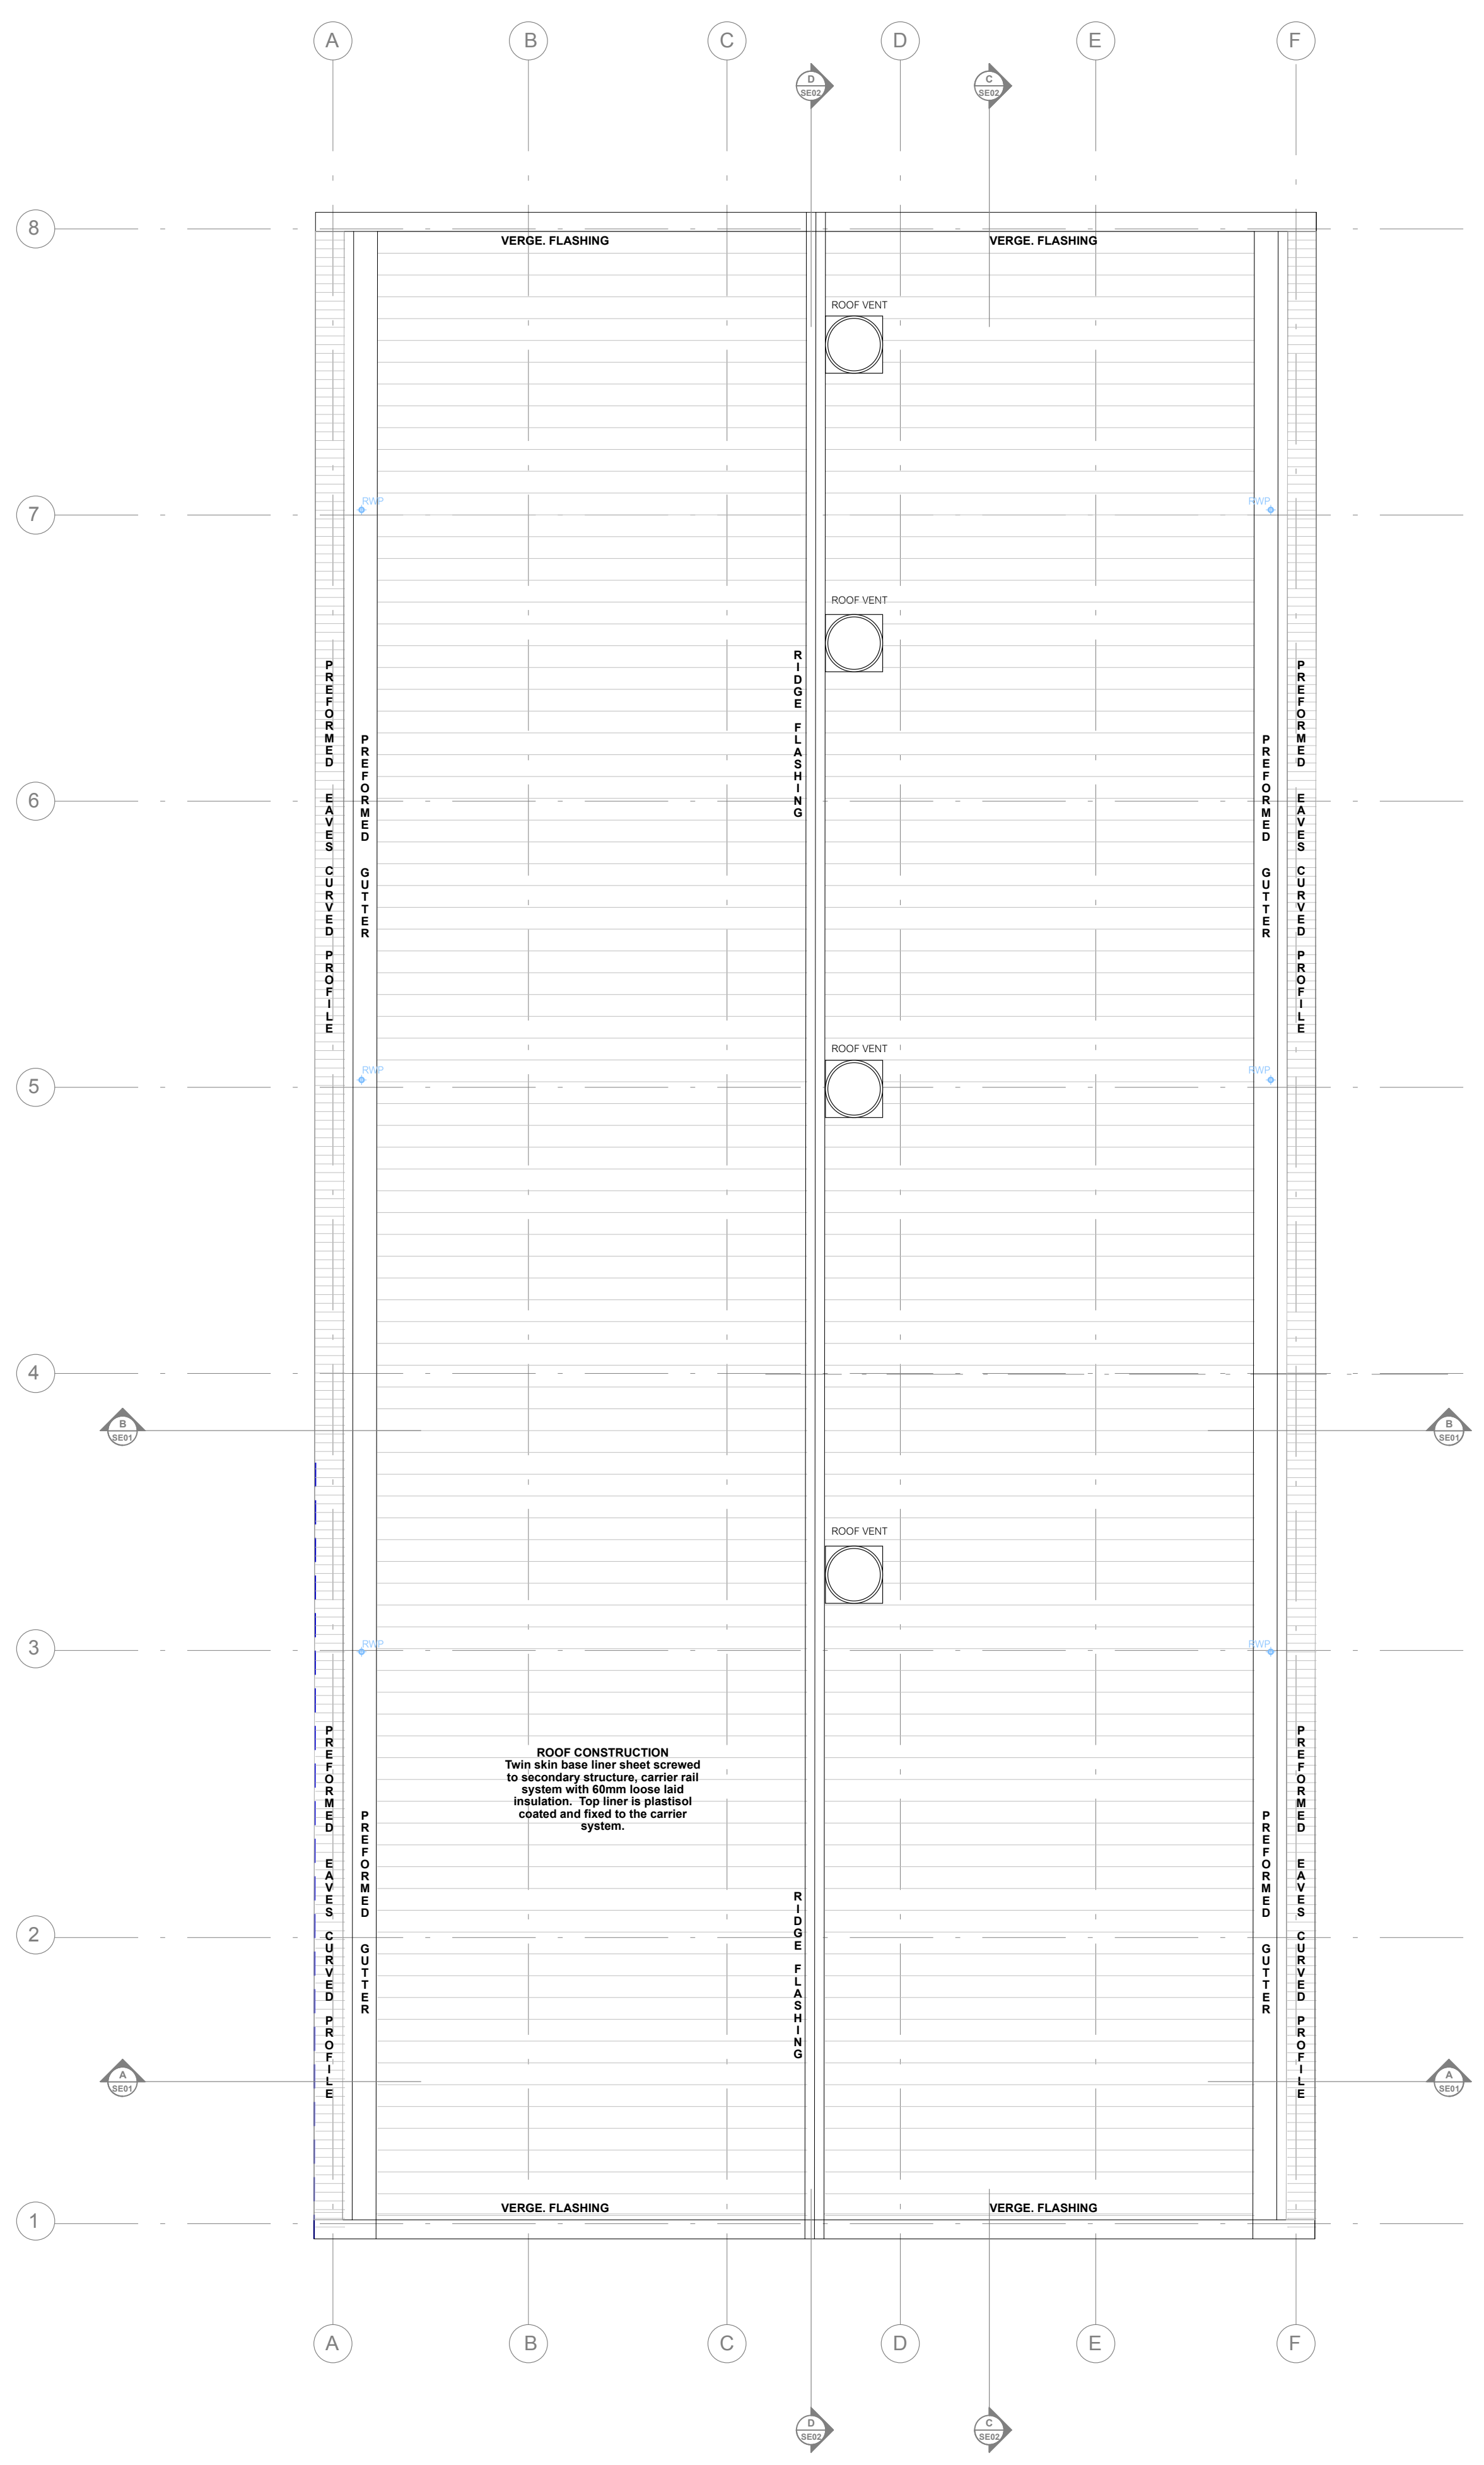 A B C D E F
D
SE02
C
SE02
8
VERGE. FLASHING
VERGE. FLASHING
ROOF VENT
RWP
RWP
7
ROOF VENT
RIDGE FLASHING
PREFORMED EAVES CURVED PROFILE
PREFORMED EAVES CURVED PROFILE
PREFORMED GUTTER
PREFORMED GUTTER
6
ROOF VENT
RWP
RWP
5
4
B
SE01
B
SE01
ROOF VENT
RWP
RWP
3
PREFORMED EAVES CURVED PROFILE
PREFORMED EAVES CURVED PROFILE
ROOF CONSTRUCTION
Twin skin base liner sheet screwed
to secondary structure, carrier rail
system with 60mm loose laid
insulation. Top liner is plastisol
coated and fixed to the carrier
system.
PREFORMED GUTTER
PREFORMED GUTTER
RIDGE FLASHING
2
A
SE01
A
SE01
VERGE. FLASHING
VERGE. FLASHING
1
A B C D E F
D
SE02
C
SE02